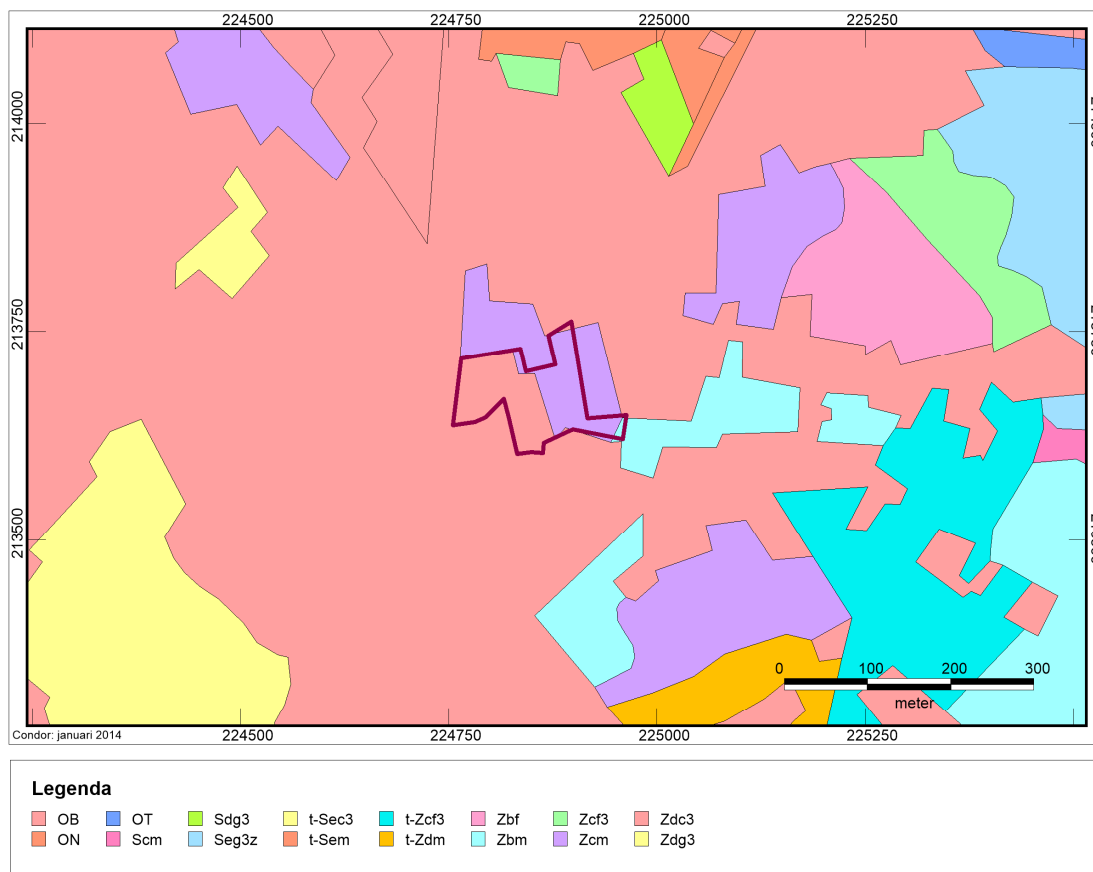 224500 224750 225000 225250
214000
213750
213500
0 100 200 300
meter
Condor: januari 2014
224500 224750 225000 225250
Legenda
OB OT Sdg3 t-Sec3 t-Zcf3 Zbf Zcf3 Zdc3
ON Scm Seg3z t-Sem t-Zdm Zbm Zcm Zdg3